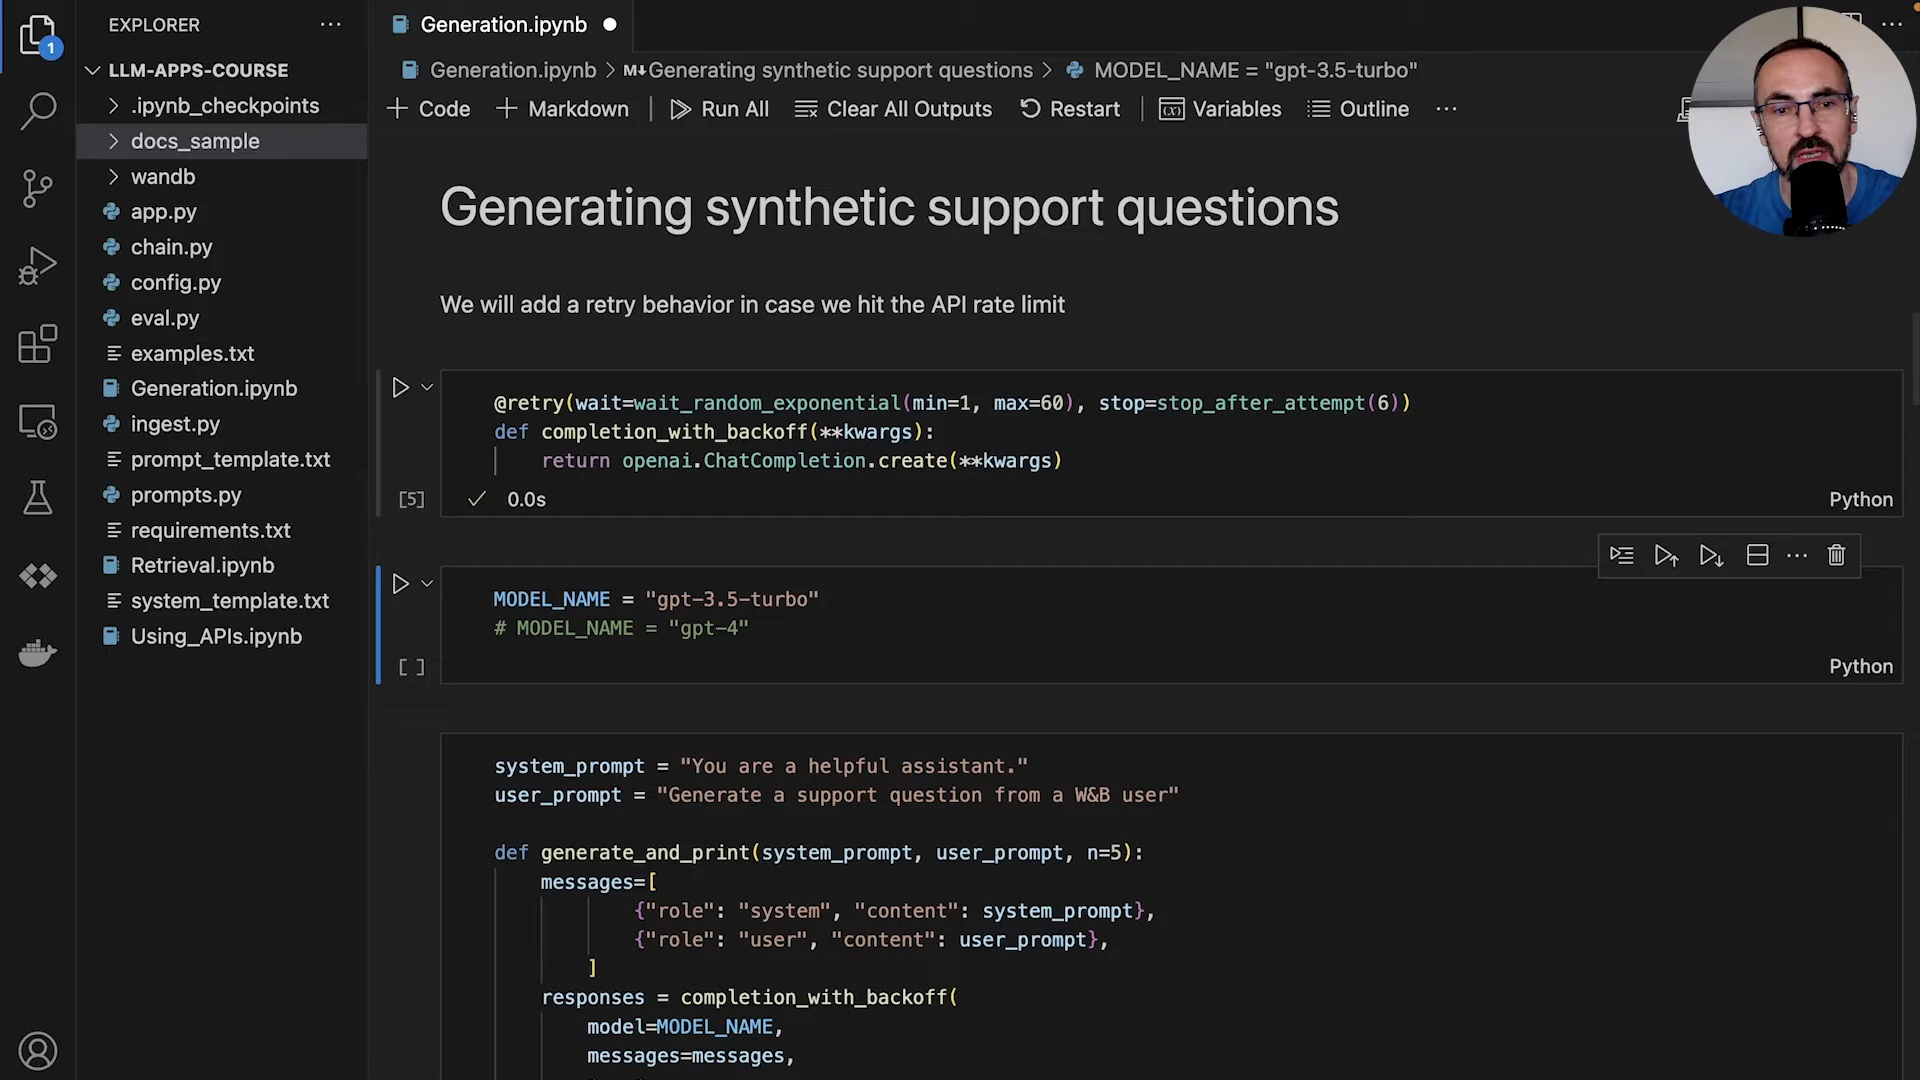 EXPLORER
1
LLM-APPS-COURSE
.ipynb_checkpoints
docs_sample
wandb
app.py
chain.py
config.py
eval.py
examples.txt
Generation.ipynb
ingest.py
prompt_template.txt
prompts.py
requirements.txt
Retrieval.ipynb
system_template.txt
Using_APIs.ipynb
Generation.ipynb
Generation.ipynb > M↓Generating synthetic support questions > MODEL_NAME = "gpt-3.5-turbo"
+ Code + Markdown | Run All Clear All Outputs Restart | Variables Outline ...
Generating synthetic support questions
We will add a retry behavior in case we hit the API rate limit
@retry(wait=wait_random_exponential(min=1, max=60), stop=stop_after_attempt(6))
def completion_with_backoff(**kwargs):
return openai.ChatCompletion.create(**kwargs)
[5] ✓ 0.0s Python
MODEL_NAME = "gpt-3.5-turbo"
# MODEL_NAME = "gpt-4"
[ ] Python
system_prompt = "You are a helpful assistant."
user_prompt = "Generate a support question from a W&B user"
def generate_and_print(system_prompt, user_prompt, n=5):
messages=[
{"role": "system", "content": system_prompt},
{"role": "user", "content": user_prompt},
]
responses = completion_with_backoff(
model=MODEL_NAME,
messages=messages,